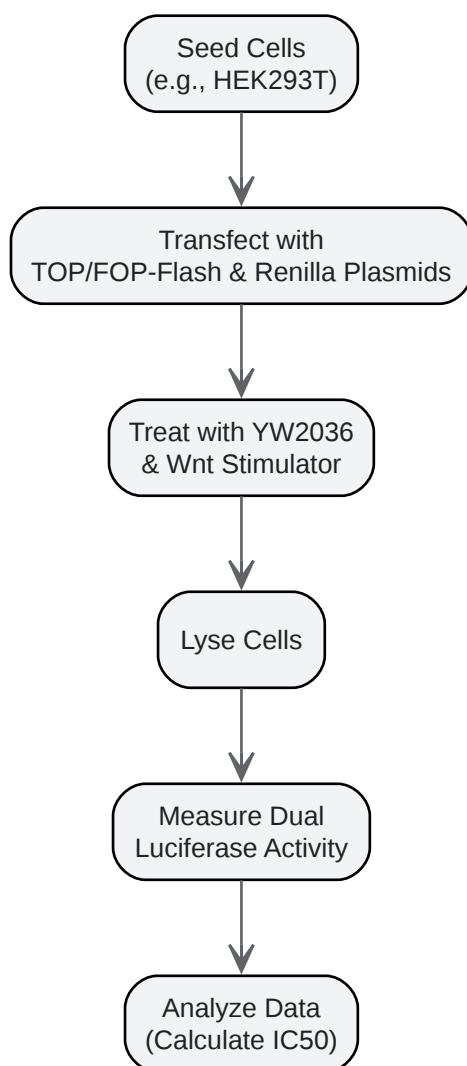 Seed Cells
(e.g., HEK293T)
Transfect with
TOP/FOP-Flash & Renilla Plasmids
Treat with YW2036
& Wnt Stimulator
Lyse Cells
Measure Dual
Luciferase Activity
Analyze Data
(Calculate IC50)